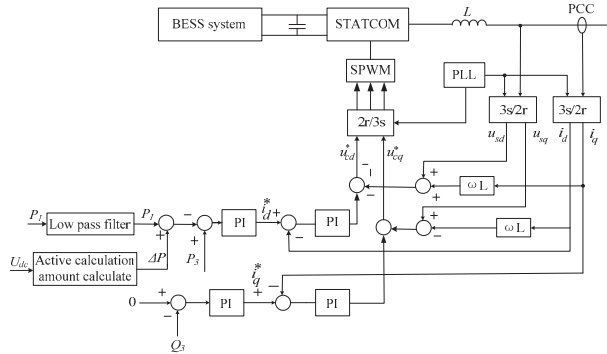 BESS system
STATCOM
L
PCC
SPWM
PLL
2r/3s
3s/2r
3s/2r
u*cd
u*cq
usd
usq
id
iq
-
-
-
+
+
ωL
P1
Low pass filter
P1
+
-
+
PI
i*d
+
-
PI
+
-
ωL
Udc
Active calculation
amount calculate
ΔP
P3
i*q
-
0
+
-
PI
+
PI
Q3